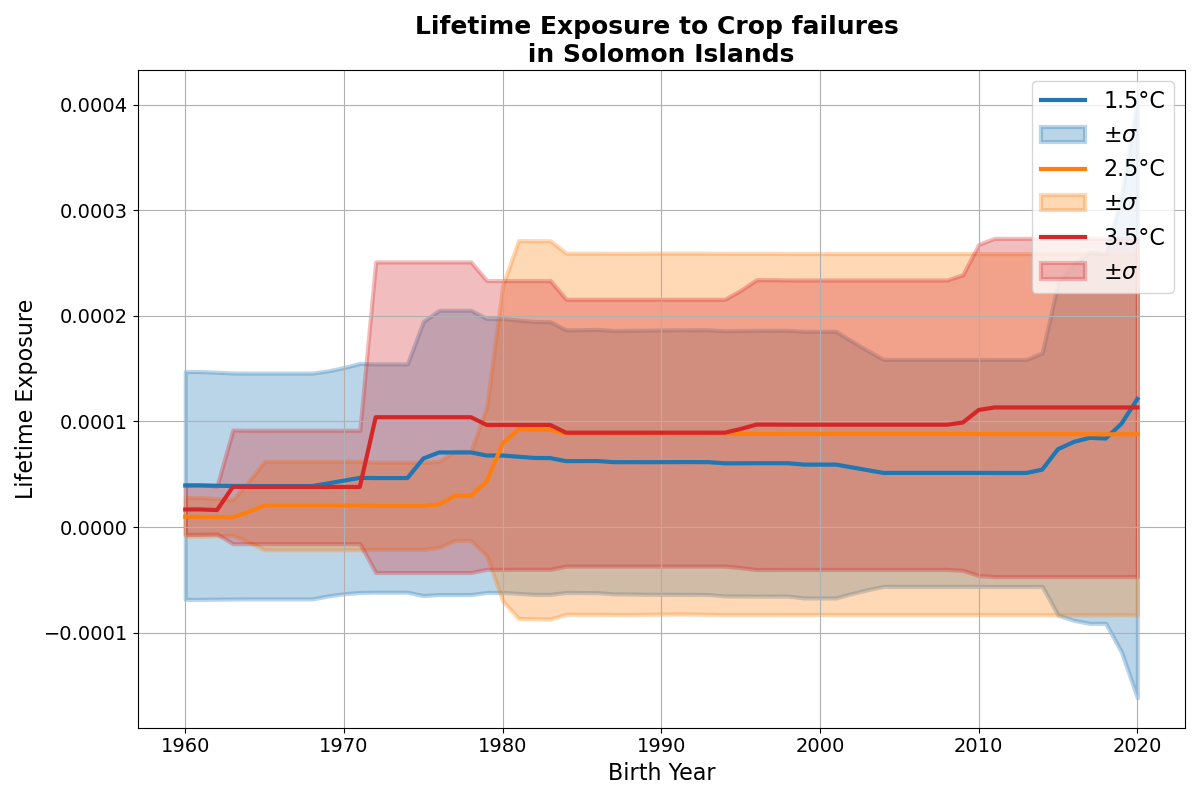 Lifetime Exposure to Crop failures
in Solomon Islands
Lifetime Exposure
0.0004
0.0003
0.0002
0.0001
0.0000
−0.0001
1960
1970
1980
1990
2000
2010
2020
Birth Year
1.5°C
±σ
2.5°C
±σ
3.5°C
±σ